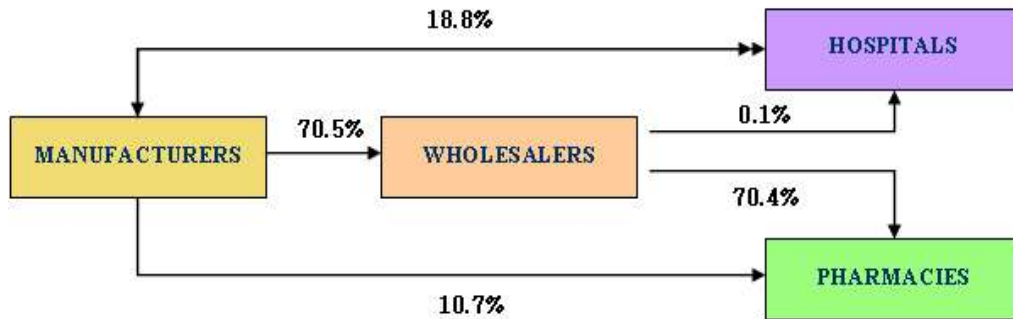 18.8%
HOSPITALS
70.5%
0.1%
MANUFACTURERS
WHOLESALERS
70.4%
PHARMACIES
10.7%